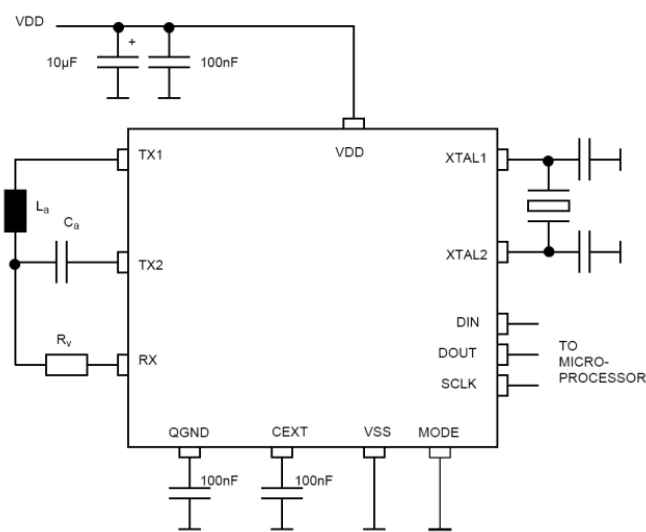 VDD
+
10µF
100nF
TX1
VDD
XTAL1
La
Ca
TX2
XTAL2
DIN
Rv
RX
DOUT
SCLK
TO
MICRO-
PROCESSOR
QGND
CEXT
VSS
MODE
100nF
100nF